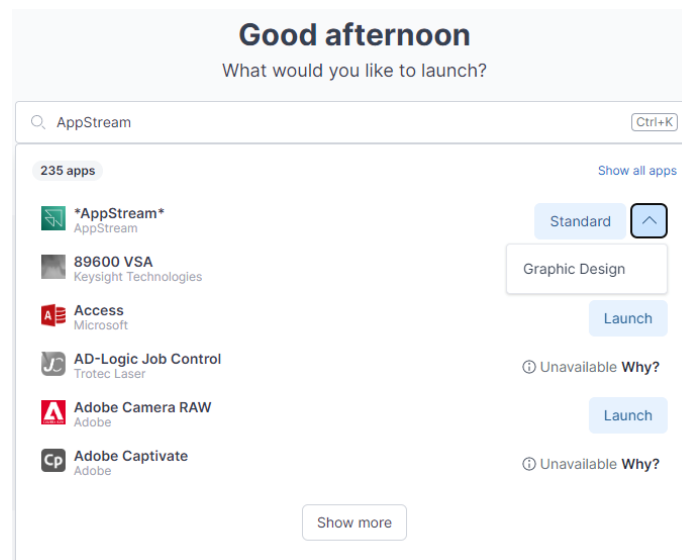 Good afternoon
What would you like to launch?
AppStream
Ctrl+K
235 apps
Show all apps
*AppStream*
AppStream
Standard
89600 VSA
Keysight Technologies
Graphic Design
Access
Microsoft
Launch
AD-Logic Job Control
Trotec Laser
Unavailable Why?
Adobe Camera RAW
Adobe
Launch
Cp
Adobe Captivate
Adobe
Unavailable Why?
Show more